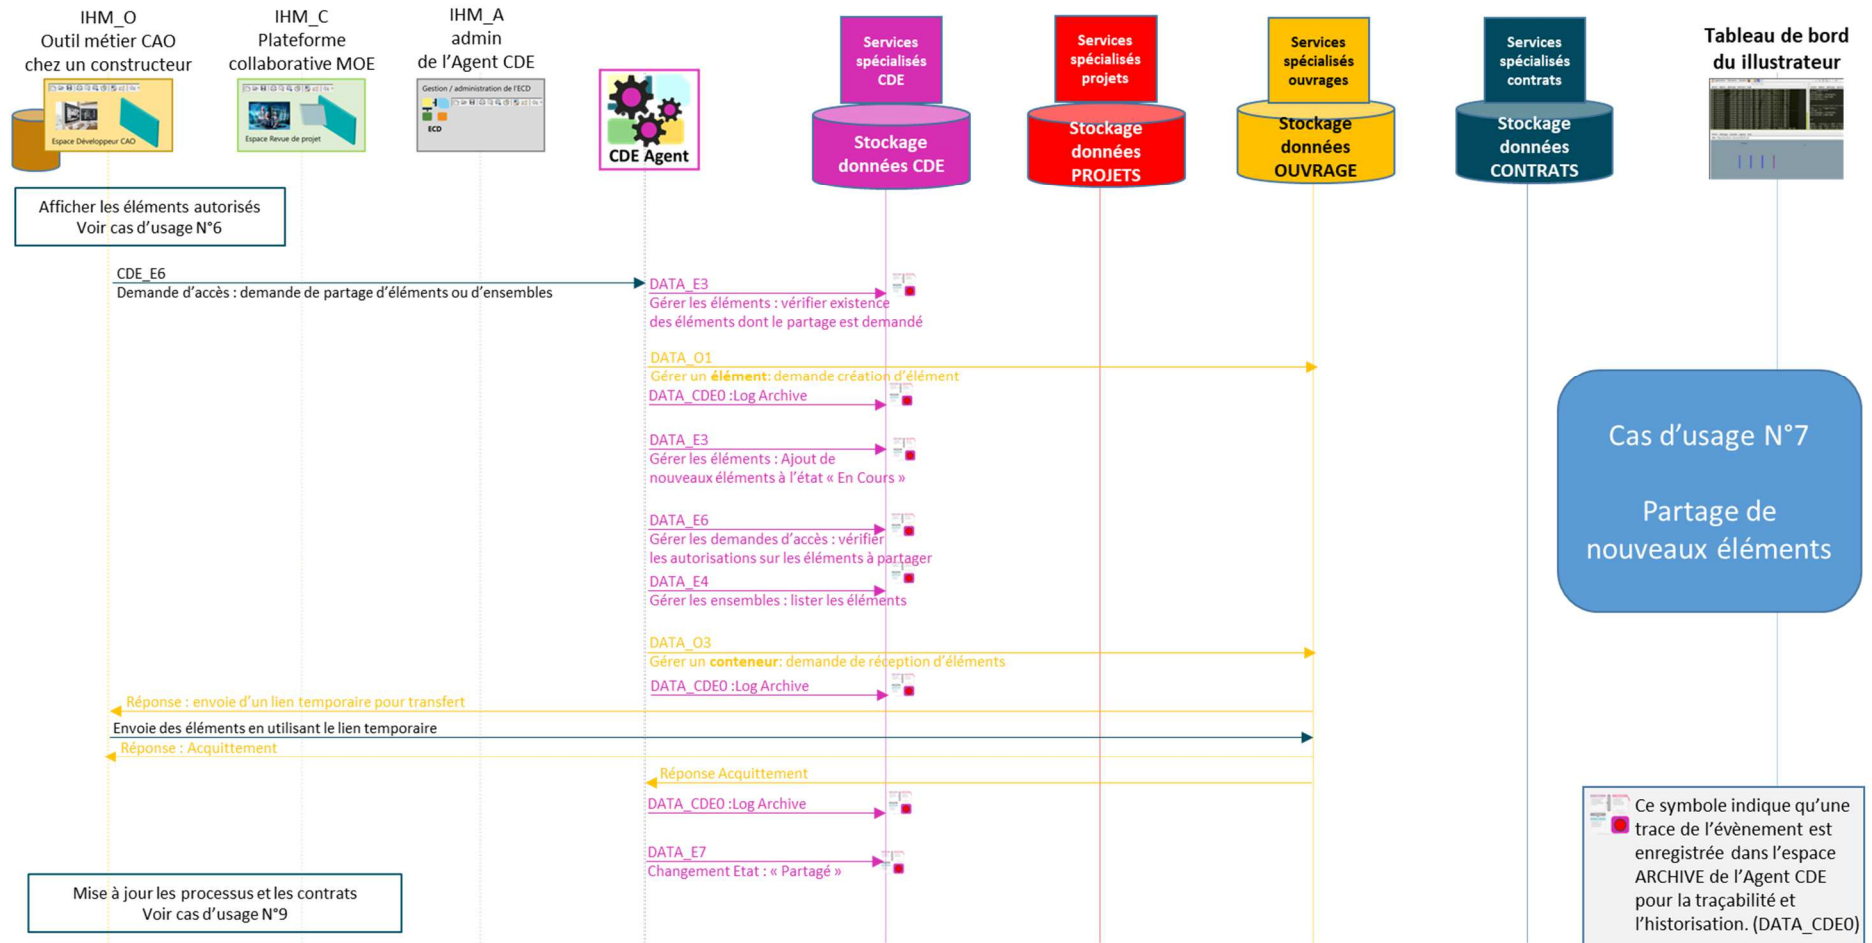 IHM_O
Outil métier CAO
chez un constructeur
Espace Développeur CAO
IHM_C
Plateforme
collaborative MOE
Espace Revue de projet
IHM_A
admin
de l'Agent CDE
Gestion / administration de l'ECD
ECD
CDE Agent
Services
spécialisés
CDE
Stockage
données CDE
Services
spécialisés
projets
Stockage
données
PROJETS
Services
spécialisés
ouvrages
Stockage
données
OUVRAGE
Services
spécialisés
contrats
Stockage
données
CONTRATS
Tableau de bord
du illustrateur
Afficher les éléments autorisés
Voir cas d'usage N°6
CDE_E6
Demande d'accès : demande de partage d'éléments ou d'ensembles
DATA_E3
Gérer les éléments : vérifier existence
des éléments dont le partage est demandé
DATA_O1
Gérer un élément: demande création d'élément
DATA_CDE0 :Log Archive
DATA_E3
Gérer les éléments : Ajout de
nouveaux éléments à l'état « En Cours »
DATA_E6
Gérer les demandes d'accès : vérifier
les autorisations sur les éléments à partager
DATA_E4
Gérer les ensembles : lister les éléments
DATA_O3
Gérer un conteneur: demande de réception d'éléments
DATA_CDE0 :Log Archive
Réponse : envoie d'un lien temporaire pour transfert
Envoie des éléments en utilisant le lien temporaire
Réponse : Acquittement
Réponse Acquittement
DATA_CDE0 :Log Archive
DATA_E7
Changement Etat : « Partagé »
Mise à jour les processus et les contrats
Voir cas d'usage N°9
Cas d'usage N°7
Partage de
nouveaux éléments
Ce symbole indique qu'une
trace de l'évènement est
enregistrée dans l'espace
ARCHIVE de l'Agent CDE
pour la traçabilité et
l'historisation. (DATA_CDE0)